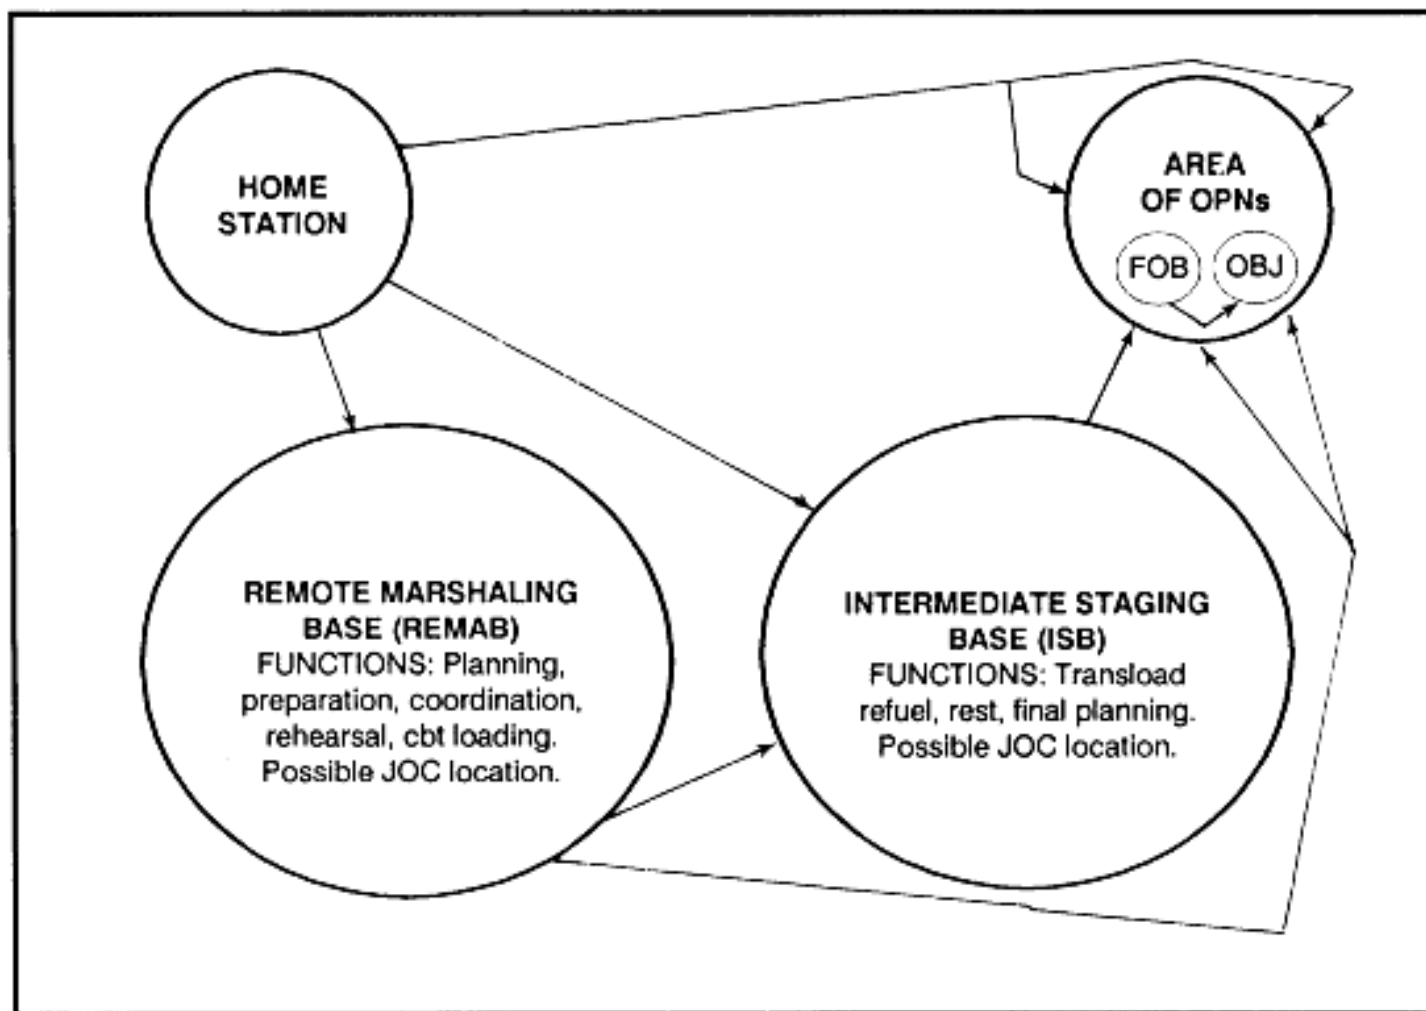 HOME
STATION
AREA
OF OPNs
FOB
OBJ
REMOTE MARSHALING
BASE (REMAB)
FUNCTIONS: Planning,
preparation, coordination,
rehearsal, cbt loading.
Possible JOC location.
INTERMEDIATE STAGING
BASE (ISB)
FUNCTIONS: Transload
refuel, rest, final planning.
Possible JOC location.